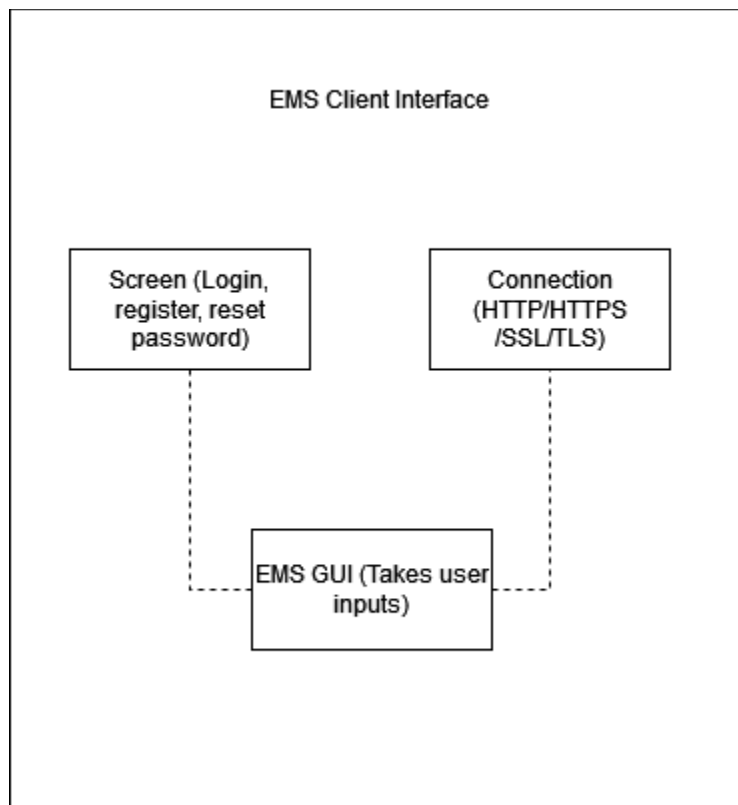 EMS Client Interface
Screen (Login,
register, reset
password)
Connection
(HTTP/HTTPS
/SSL/TLS)
EMS GUI (Takes user
inputs)